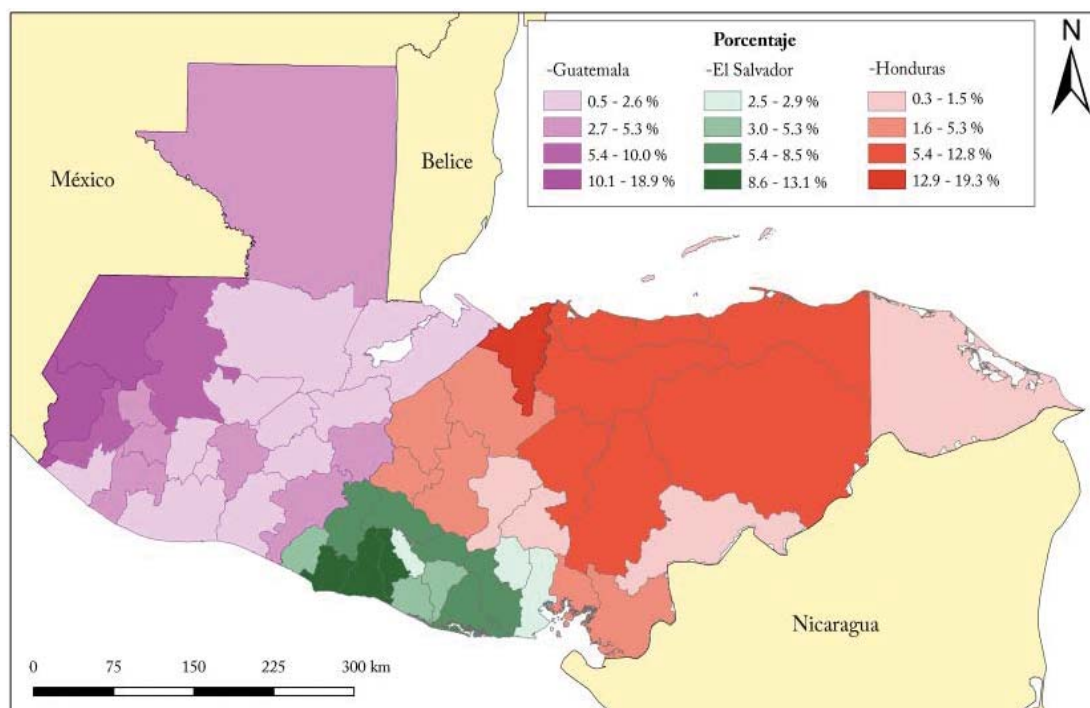 Porcentaje
-Guatemala
0.5 - 2.6 %
2.7 - 5.3 %
5.4 - 10.0 %
10.1 - 18.9 %
-El Salvador
2.5 - 2.9 %
3.0 - 5.3 %
5.4 - 8.5 %
8.6 - 13.1 %
-Honduras
0.3 - 1.5 %
1.6 - 5.3 %
5.4 - 12.8 %
12.9 - 19.3 %
N
México
Belice
Nicaragua
0 75 150 225 300 km